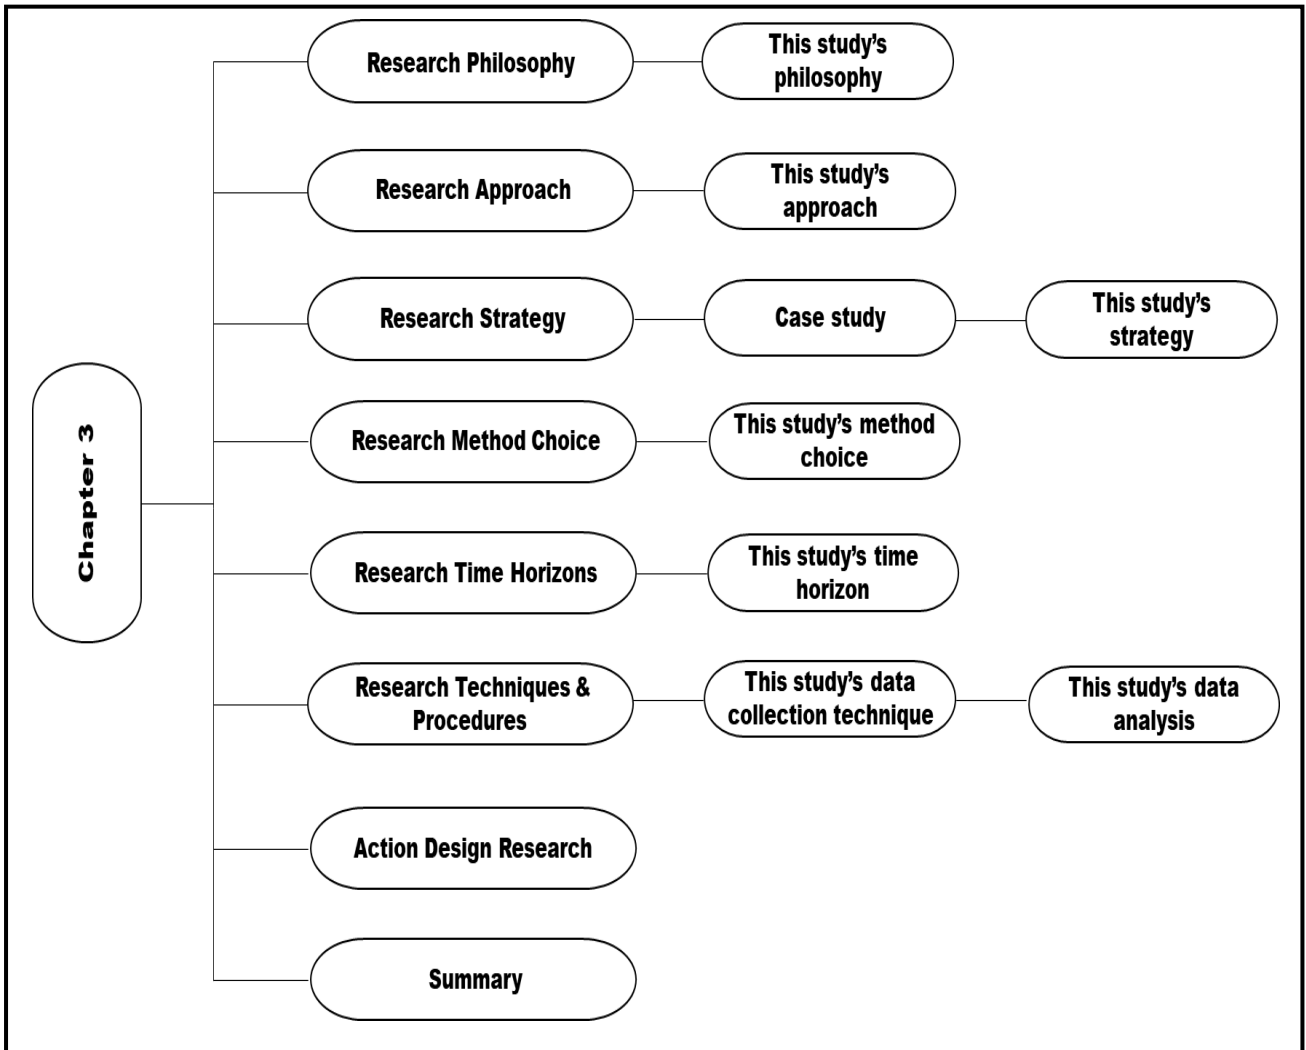 Chapter 3
Research Philosophy
This study’s
philosophy
Research Approach
This study’s
approach
Research Strategy
Case study
This study’s
strategy
Research Method Choice
This study’s method
choice
Research Time Horizons
This study’s time
horizon
Research Techniques &
Procedures
This study’s data
collection technique
This study’s data
analysis
Action Design Research
Summary